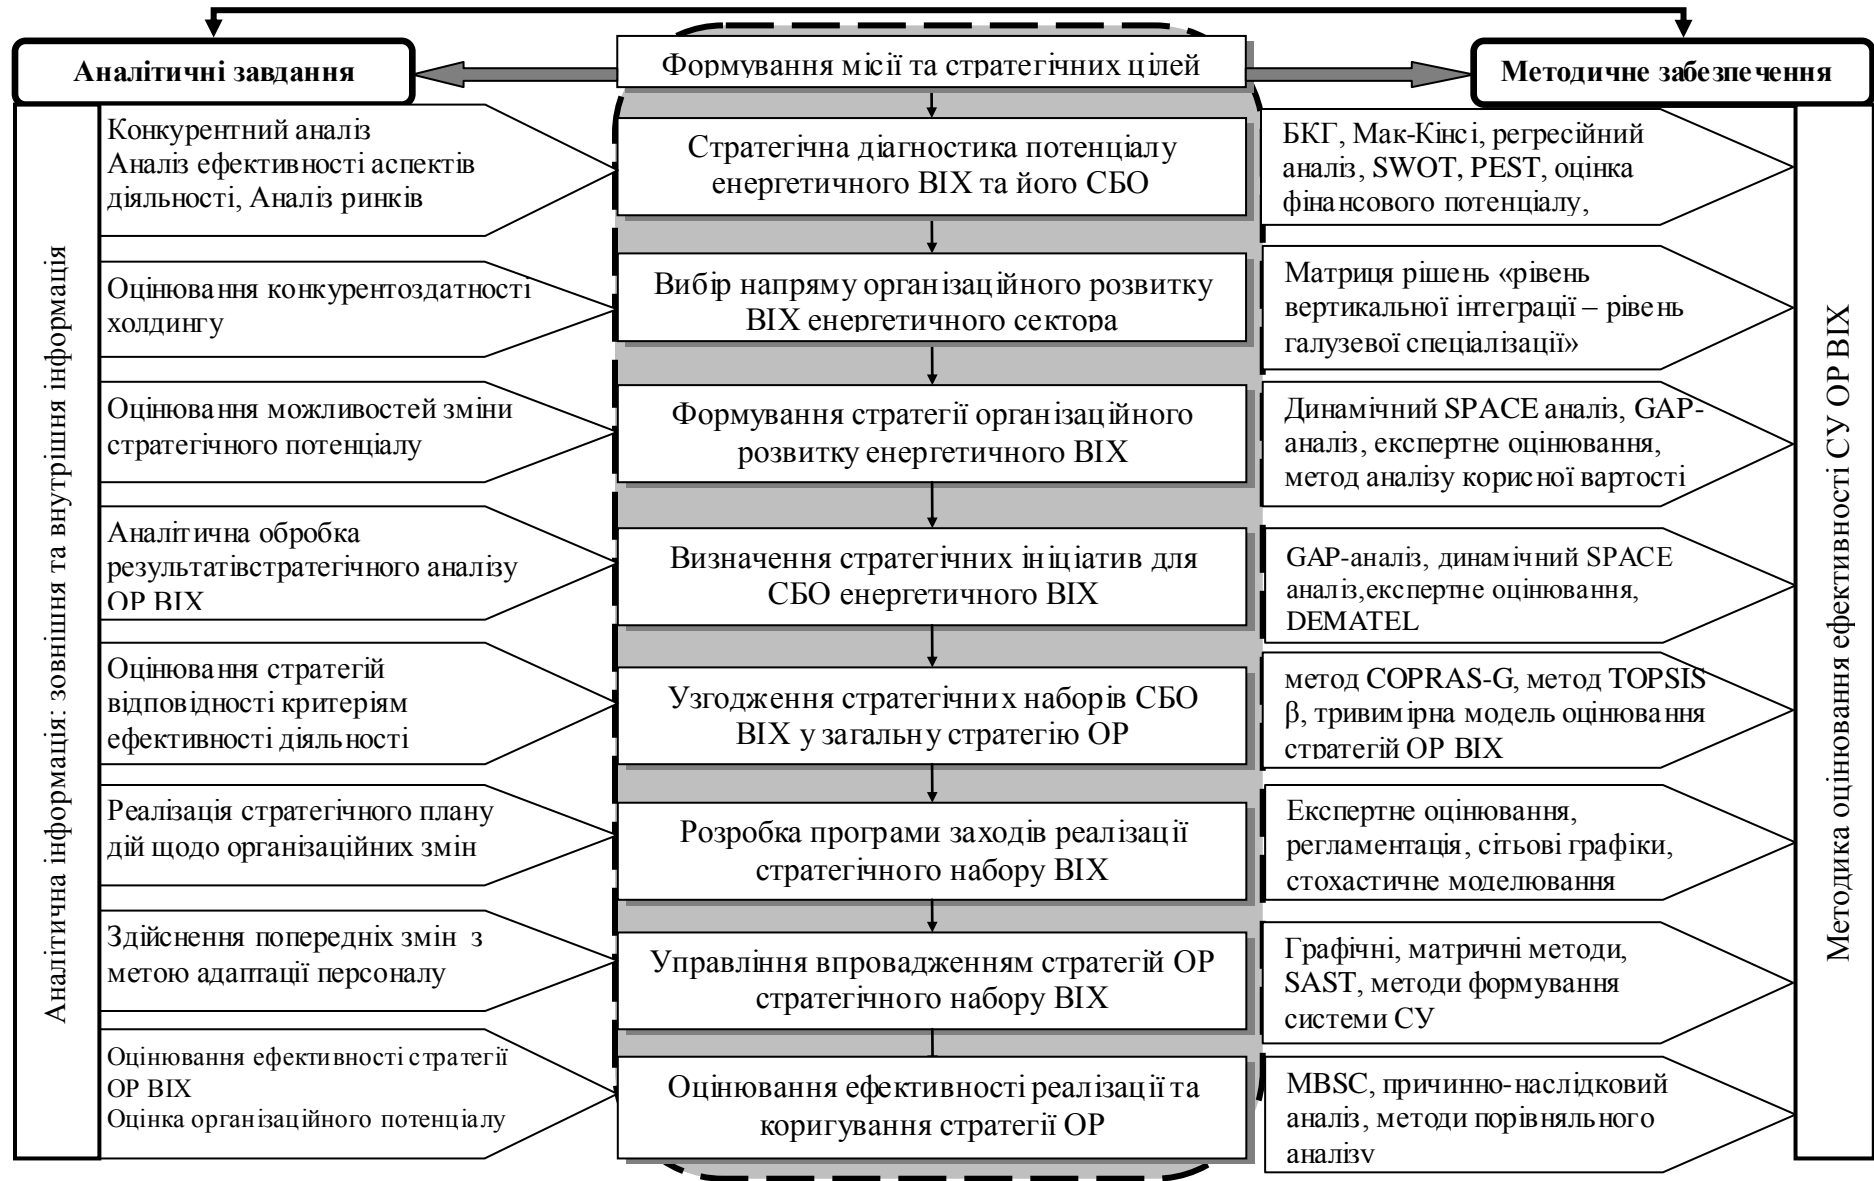 Аналітичні завдання
Формування місії та стратегічних цілей
Методичне забезпечення
Аналітична інформація: зовнішння та внутрішння інформація
Конкурентний аналіз
Аналіз ефективності аспектів
діяльності, Аналіз ринків
Стратегічна діагностика потенціалу
енергетичного ВІХ та його СБО
БКГ, Мак-Кінсі, регресійний
аналіз, SWOT, PEST, оцінка
фінансового потенціалу,
Оцінювання конкурентоздатності
холдингу
Вибір напряму організаційного розвитку
ВІХ енергетичного сектора
Матриця рішень «рівень
вертикальної інтеграції – рівень
галузевої спеціалізації»
Оцінювання можливостей зміни
стратегічного потенціалу
Формування стратегії організаційного
розвитку енергетичного ВІХ
Динамічний SPACE аналіз, GAP-
аналіз, експертне оцінювання,
метод аналізу корисної вартості
Аналітична обробка
результатівстратегічного аналізу
ОР ВІХ
Визначення стратегічних ініціатив для
СБО енергетичного ВІХ
GAP-аналіз, динамічний SPACE
аналіз,експертне оцінювання,
DEMATEL
Оцінювання стратегій
відповідності критеріям
ефективності діяльності
Узгодження стратегічних наборів СБО
ВІХ у загальну стратегію ОР
метод COPRAS-G, метод TOPSIS
β, тривимірна модель оцінювання
стратегій ОР ВІХ
Реалізація стратегічного плану
дій щодо організаційних змін
Розробка програми заходів реалізації
стратегічного набору ВІХ
Експертне оцінювання,
регламентація, сітьові графіки,
стохастичне моделювання
Здійснення попередніх змін з
метою адаптації персоналу
Управління впровадженням стратегій ОР
стратегічного набору ВІХ
Графічні, матричні методи,
SAST, методи формування
системи СУ
Оцінювання ефективності стратегії
ОР ВІХ
Оцінка організаційного потенціалу
Оцінювання ефективності реалізації та
коригування стратегії ОР
MBSC, причинно-наслідковий
аналіз, методи порівняльного
аналізу
Методика оцінювання ефективності СУ ОР ВІХ